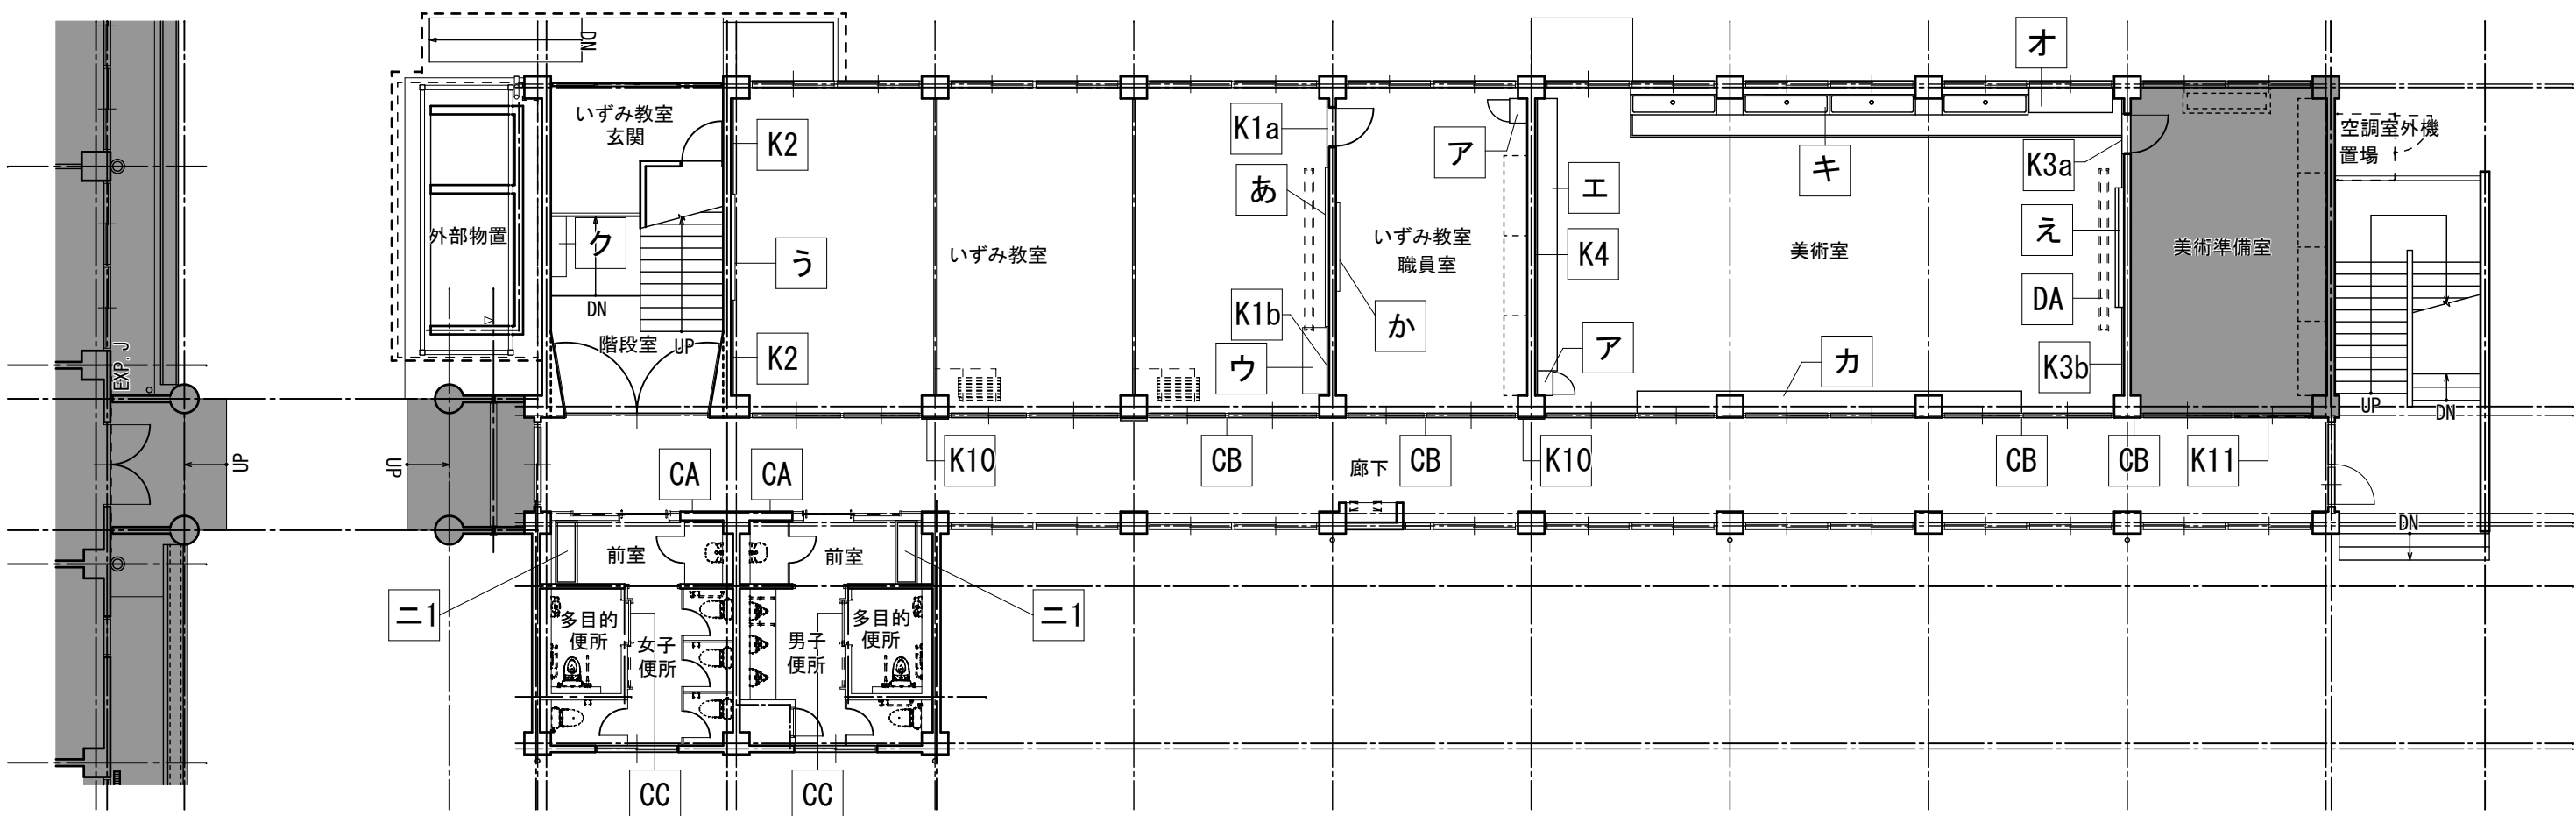 DN
オ
いずみ教室
玄関
K2
K1a
ア
キ
K3a
空調室外機
置場
あ
エ
え
外部物置
ク
う
いずみ教室
いずみ教室
職員室
K4
美術室
美術準備室
DN
K1b
か
DA
EXP.J
階段室
UP
K2
ウ
ア
カ
K3b
UP
DN
UP
UP
CA
CA
K10
CB
廊下
CB
K10
CB
CB
K11
DN
前室
前室
ニ1
多目的
便所
女子
便所
男子
便所
多目的
便所
ニ1
CC
CC